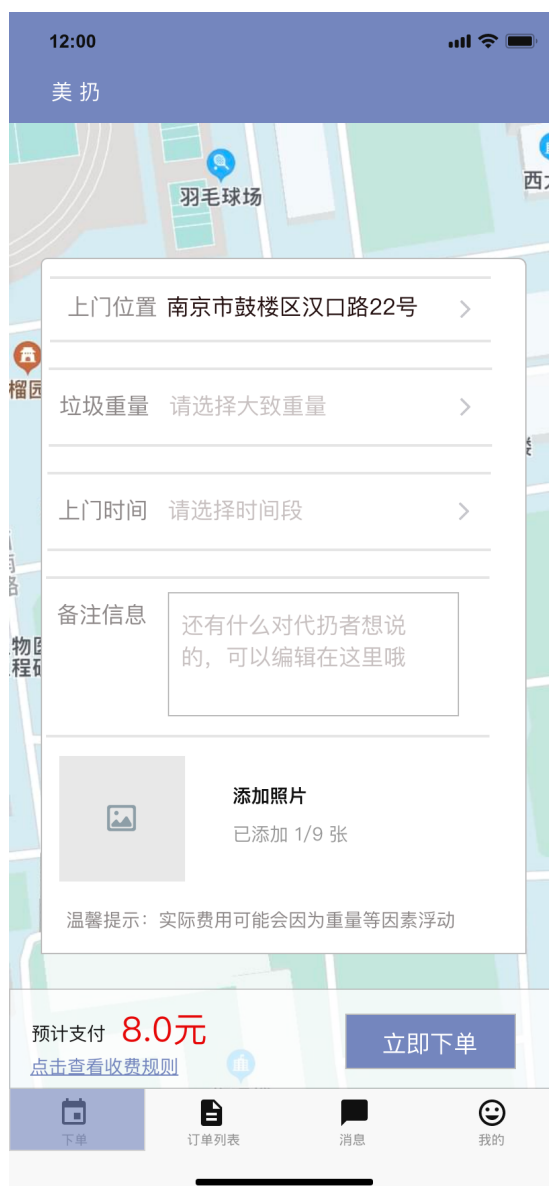 12:00
美扔
羽毛球场
西
上门位置 南京市鼓楼区汉口路22号
榴园
垃圾重量 请选择大致重量
上门时间 请选择时间段
备注信息
还有什么对代扔者想说
的，可以编辑在这里哦
物医
程研
添加照片
已添加 1/9 张
温馨提示：实际费用可能会因为重量等因素浮动
预计支付 8.0元
点击查看收费规则
立即下单
下单 订单列表 消息 我的